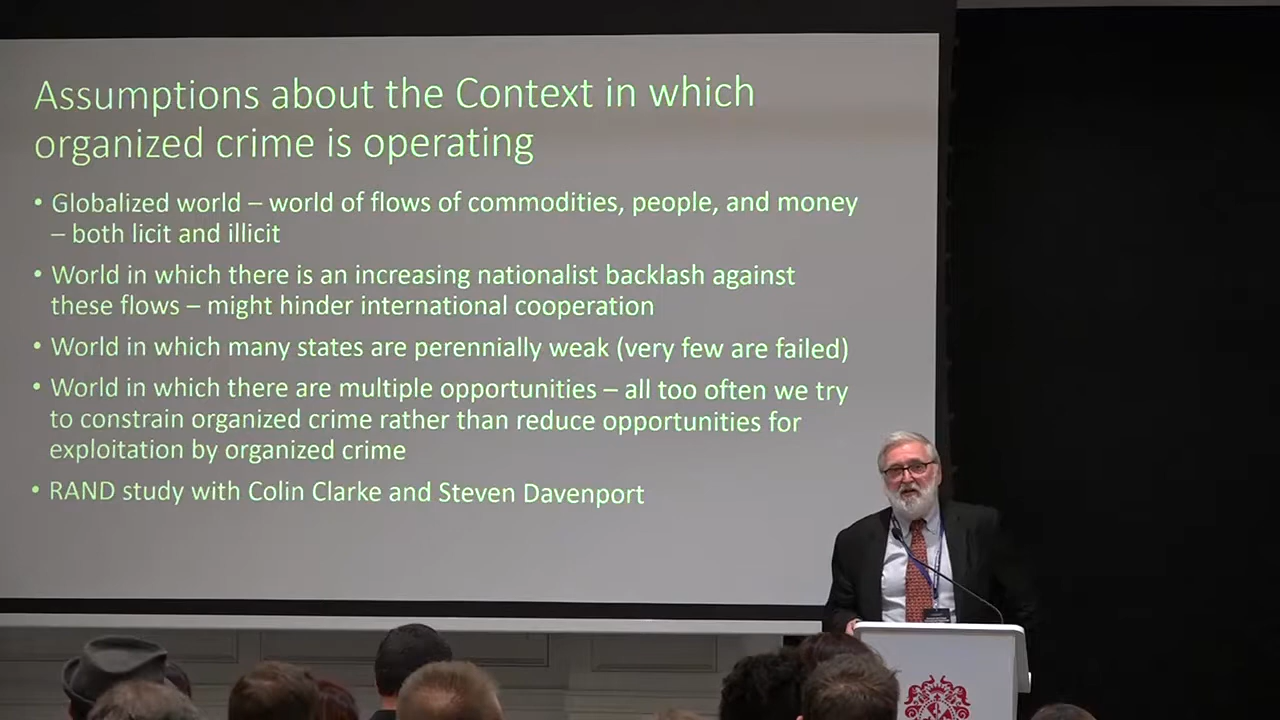 Assumptions about the Context in which
organized crime is operating
• Globalized world – world of flows of commodities, people, and money
– both licit and illicit
• World in which there is an increasing nationalist backlash against
these flows – might hinder international cooperation
• World in which many states are perennially weak (very few are failed)
• World in which there are multiple opportunities – all too often we try
to constrain organized crime rather than reduce opportunities for
exploitation by organized crime
• RAND study with Colin Clarke and Steven Davenport